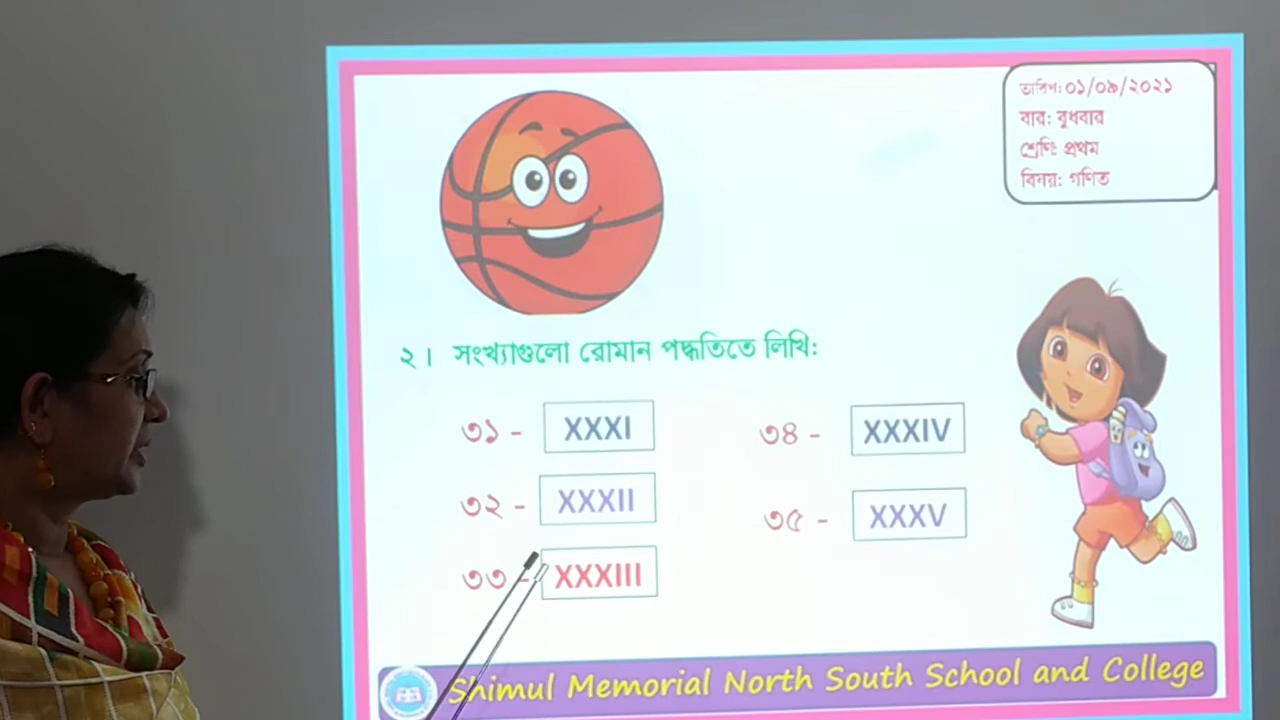 তারিখ: ০১/০৯/২০২১
বার: বুধবার
শ্রেণি: প্রথম
বিষয়: গণিত
২। সংখ্যাগুলো রোমান পদ্ধতিতে লিখি:
৩১ - XXXI
৩৪ - XXXIV
৩২ - XXXII
৩৫ - XXXV
৩৩ - XXXIII
Shimul Memorial North South School and College